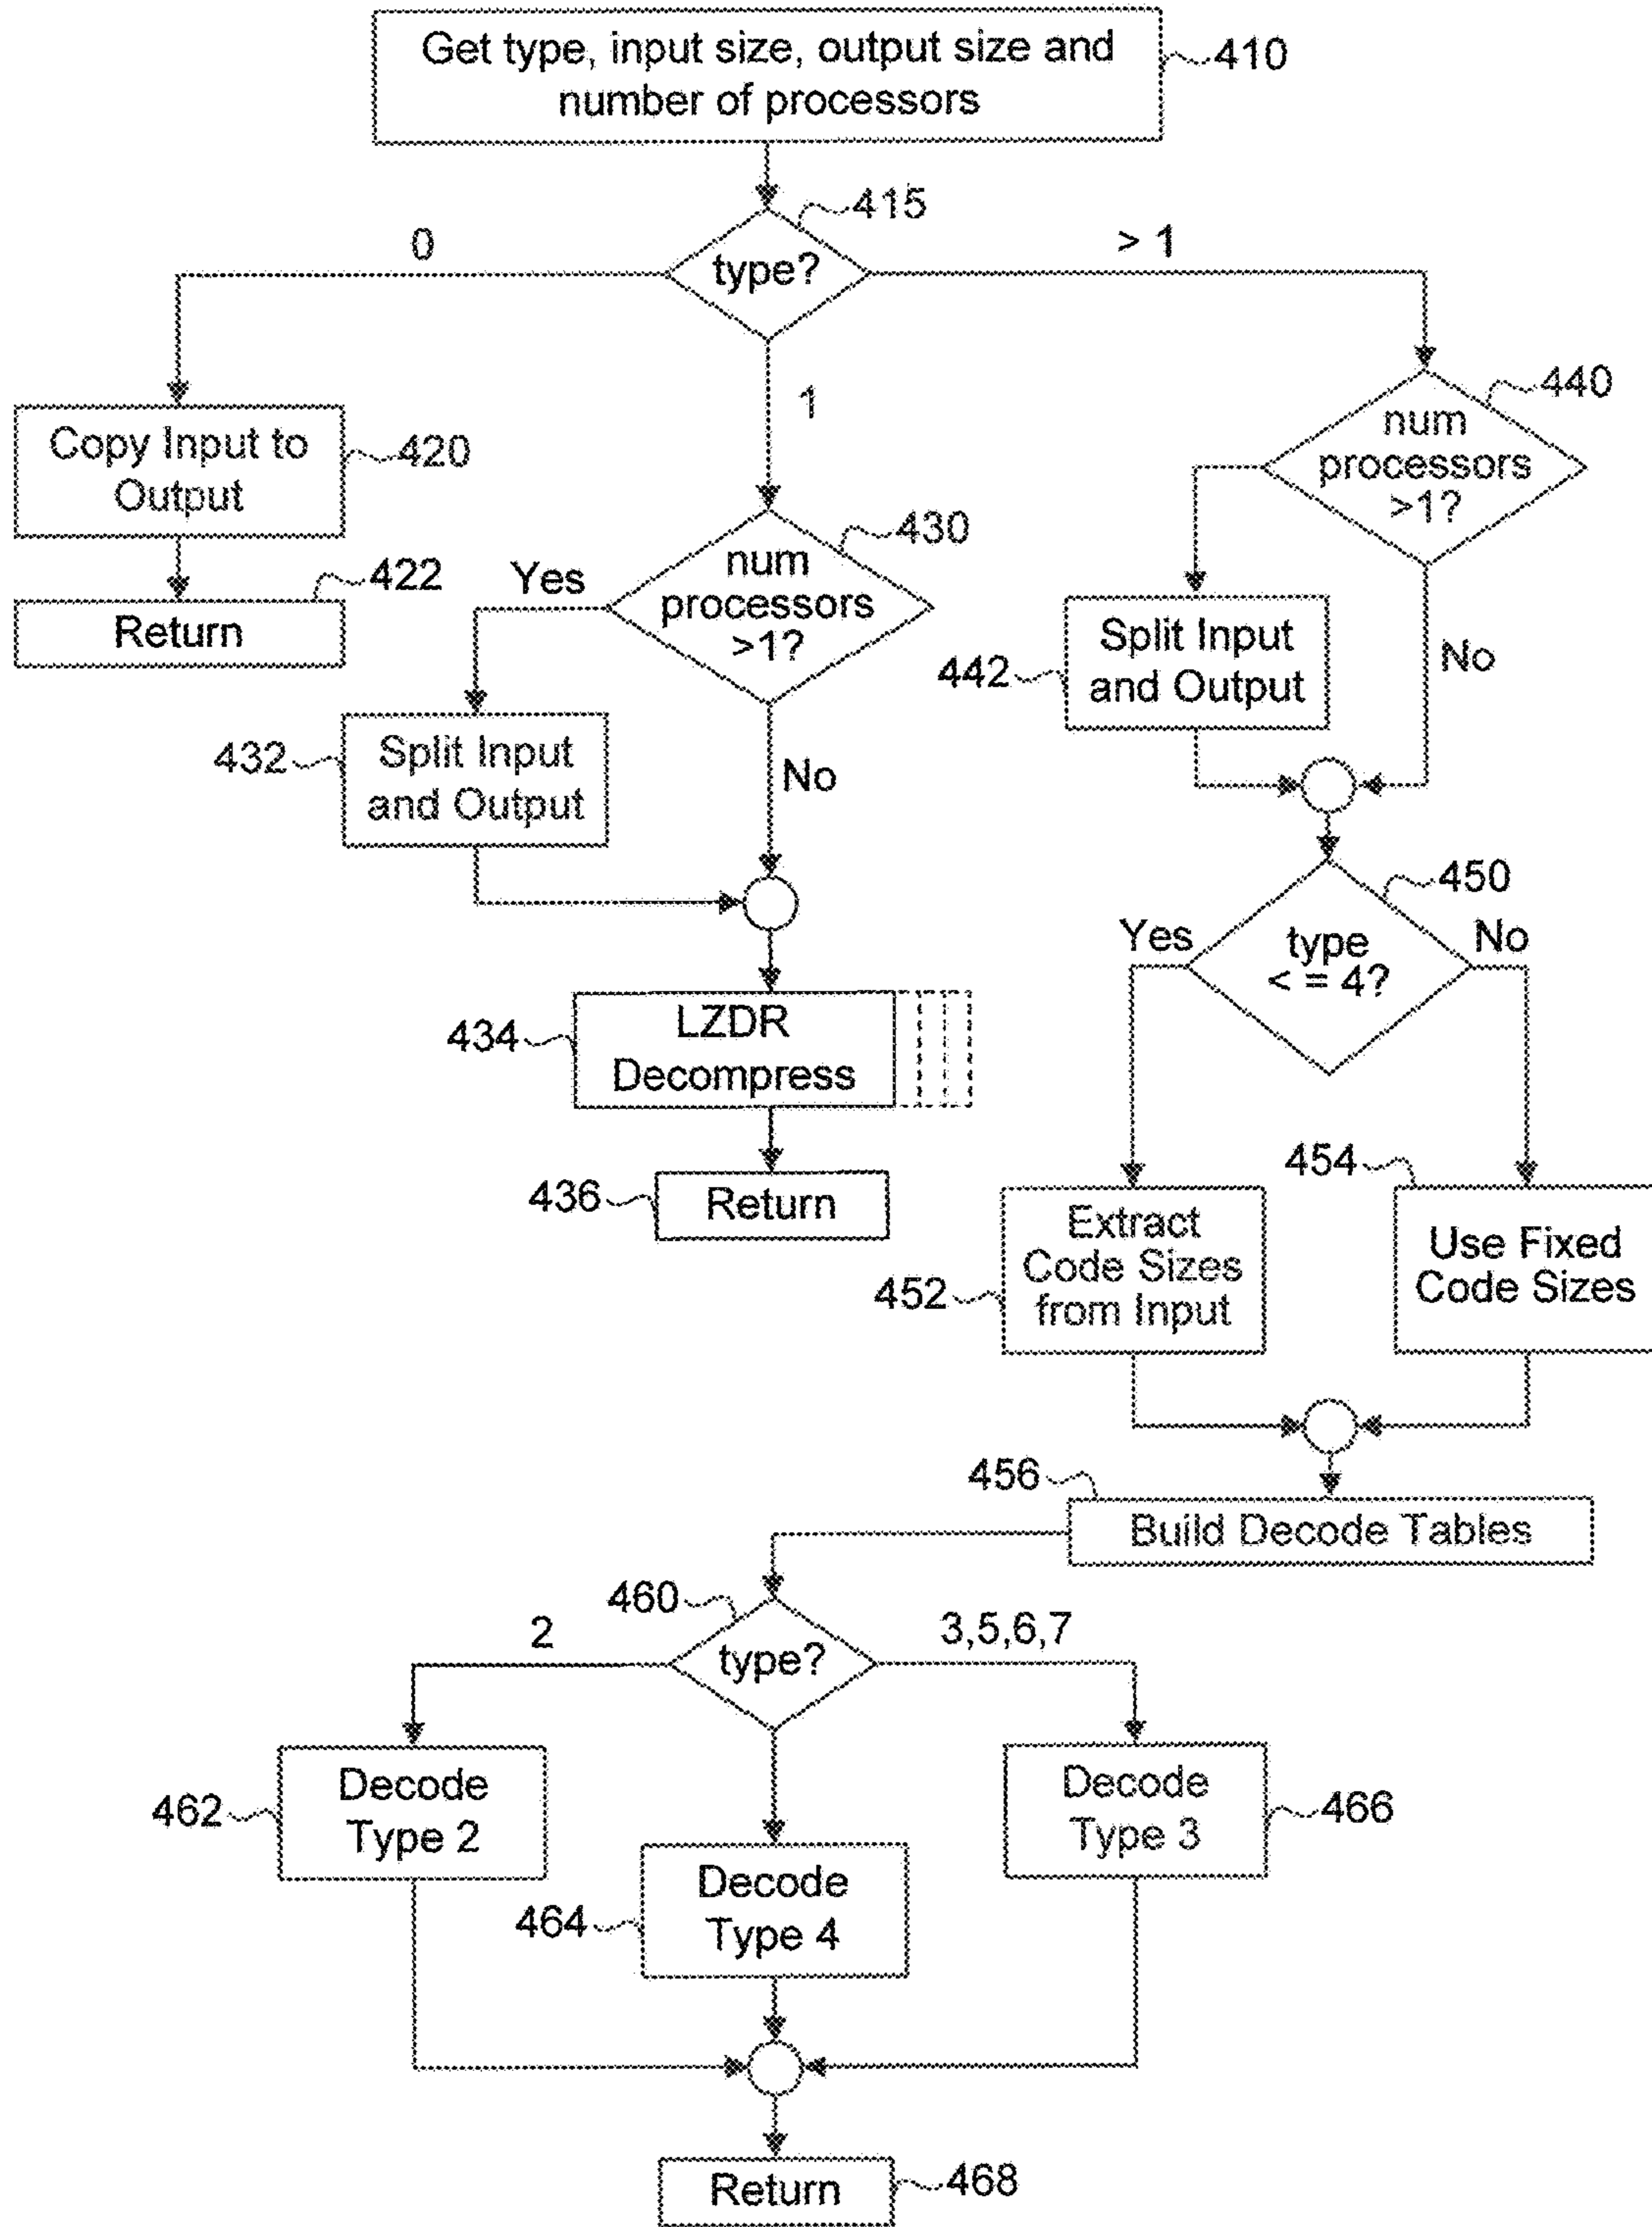 Get type, input size, output size and
number of processors
410
415
type?
0
> 1
1
Copy Input to
Output
420
422
Return
num
processors
>1?
430
Yes
No
432
Split Input
and Output
434
LZDR
Decompress
436
Return
num
processors
>1?
440
442
Split Input
and Output
No
450
type
< = 4?
Yes
No
452
Extract
Code Sizes
from Input
454
Use Fixed
Code Sizes
456
Build Decode Tables
460
type?
2
3,5,6,7
462
Decode
Type 2
464
Decode
Type 4
Decode
Type 3
466
Return
468